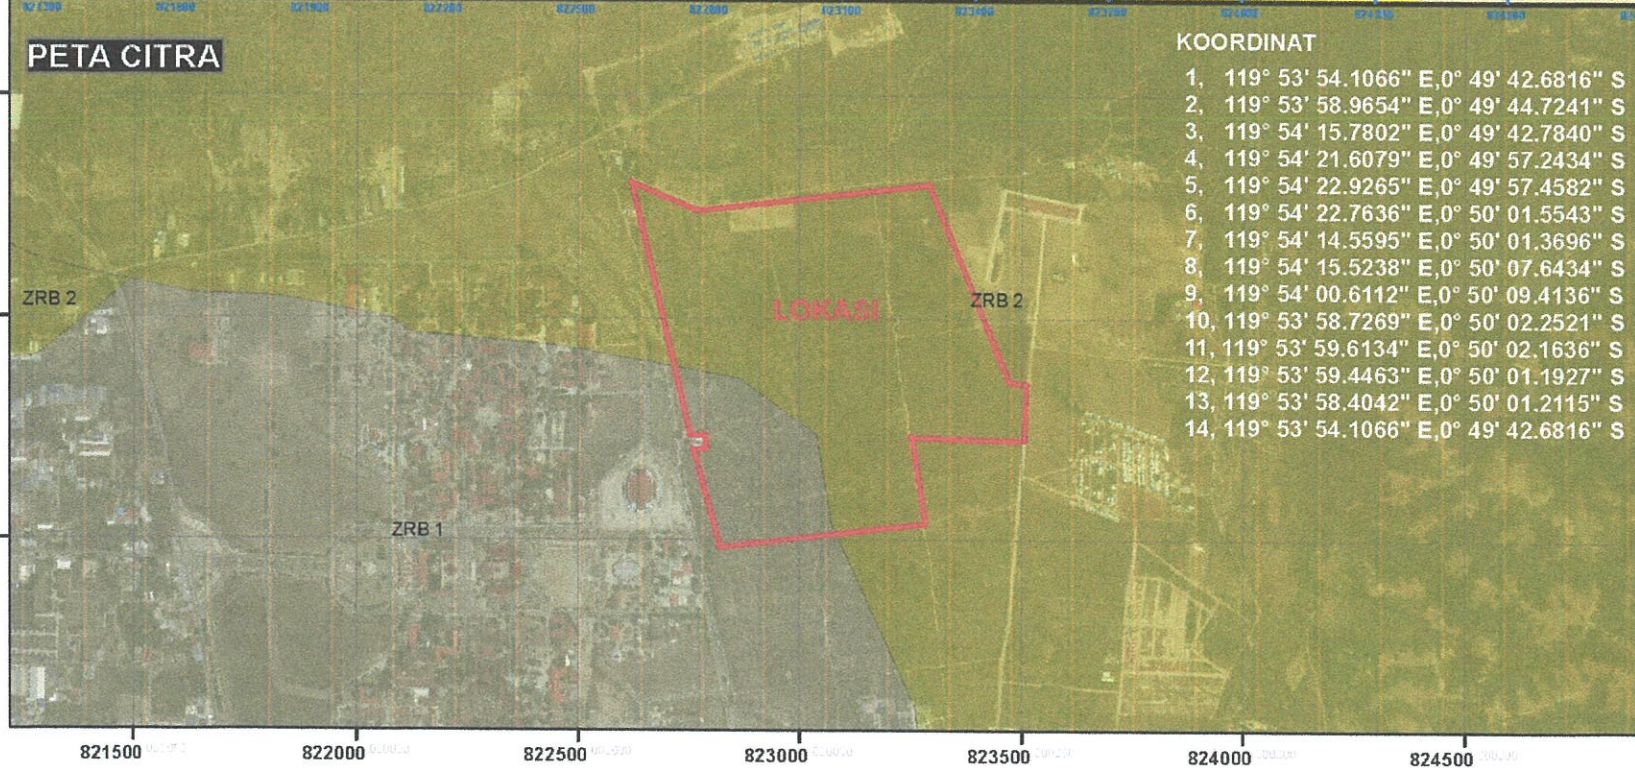 821800
822200
822500
822800
823100
823400
PETA CITRA
KOORDINAT
1, 119° 53' 54.1066" E,0° 49' 42.6816" S
2, 119° 53' 58.9654" E,0° 49' 44.7241" S
3, 119° 54' 15.7802" E,0° 49' 42.7840" S
4, 119° 54' 21.6079" E,0° 49' 57.2434" S
5, 119° 54' 22.9265" E,0° 49' 57.4582" S
6, 119° 54' 22.7636" E,0° 50' 01.5543" S
7, 119° 54' 14.5595" E,0° 50' 01.3696" S
8, 119° 54' 15.5238" E,0° 50' 07.6434" S
9, 119° 54' 00.6112" E,0° 50' 09.4136" S
10, 119° 53' 58.7269" E,0° 50' 02.2521" S
11, 119° 53' 59.6134" E,0° 50' 02.1636" S
12, 119° 53' 59.4463" E,0° 50' 01.1927" S
13, 119° 53' 58.4042" E,0° 50' 01.2115" S
14, 119° 53' 54.1066" E,0° 49' 42.6816" S
ZRB 2
LOKASI
ZRB 2
ZRB 1
821500
822000
822500
823000
823500
824000
824500